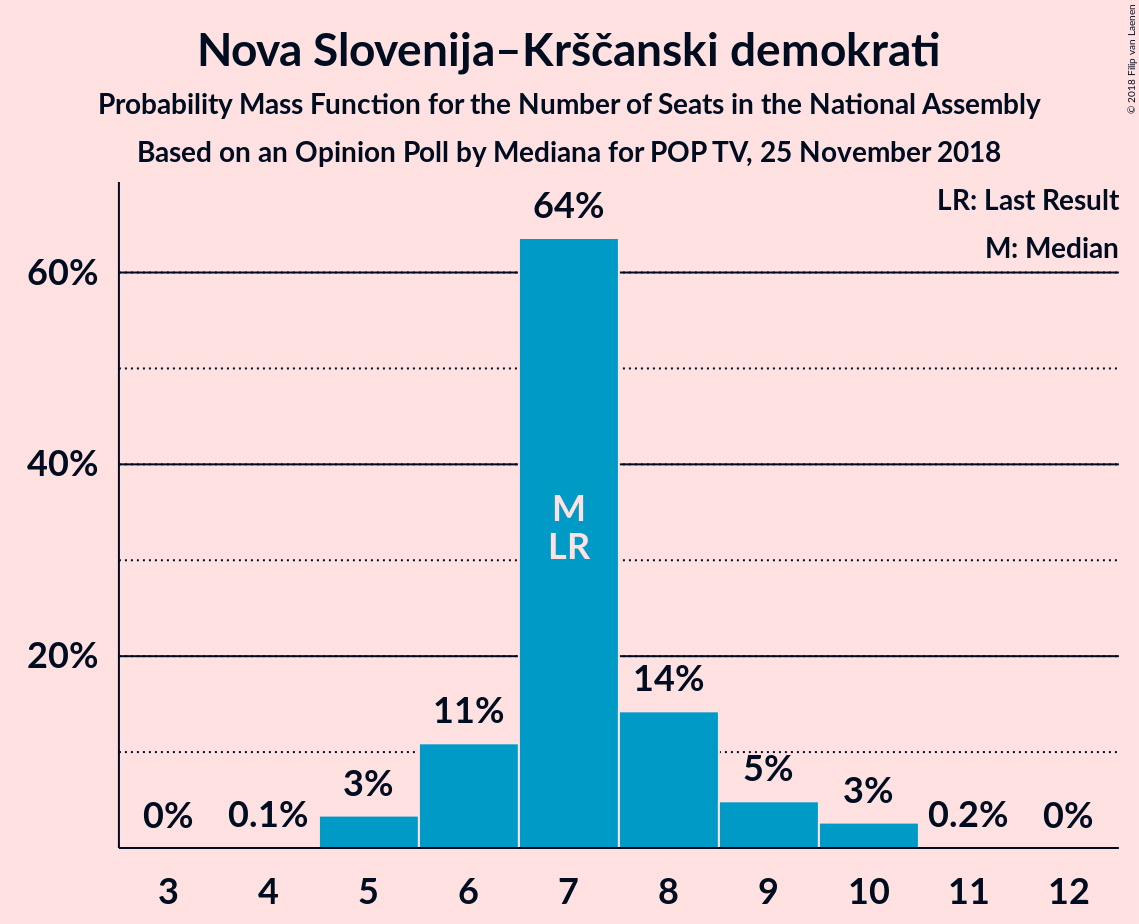 Nova Slovenija–Krščanski demokrati
Probability Mass Function for the Number of Seats in the National Assembly
Based on an Opinion Poll by Mediana for POP TV, 25 November 2018
© 2018 Filip van Laenen
LR: Last Result
M: Median
64%
60%
40%
M
LR
20%
14%
11%
5%
3%
3%
0%
0.1%
0.2%
0%
3 4 5 6 7 8 9 10 11 12